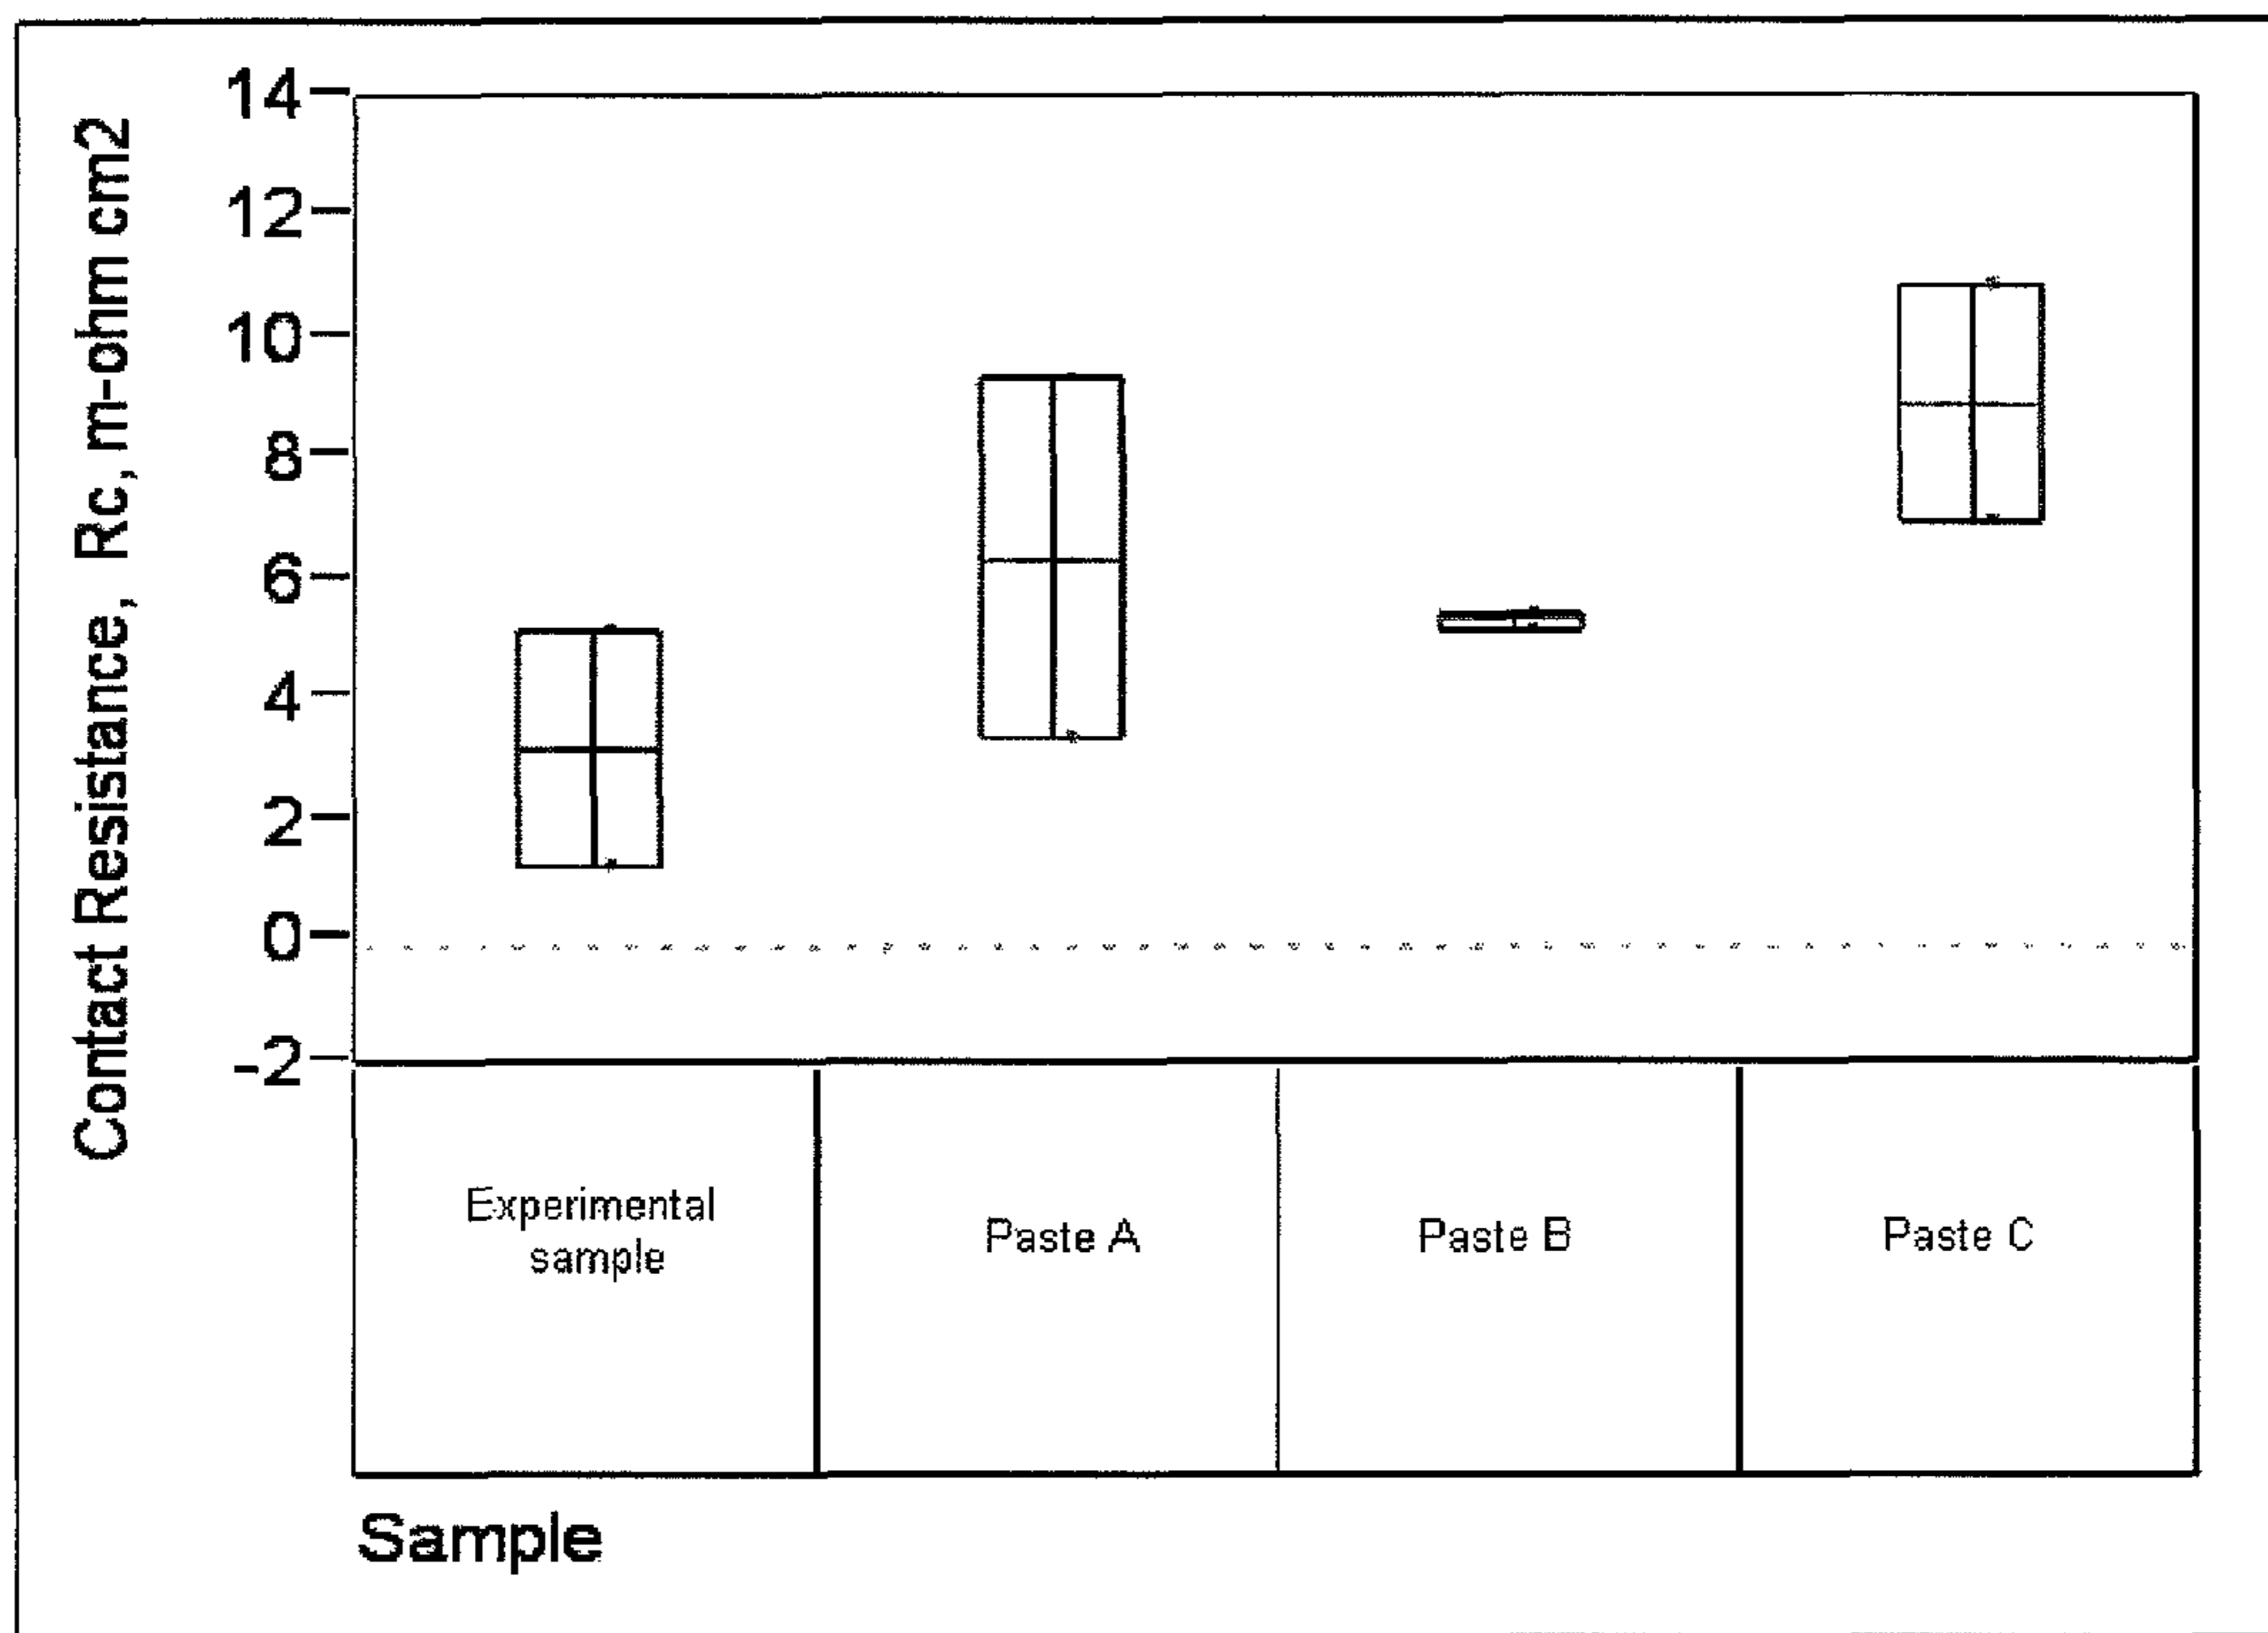 Contact Resistance, Rc, m-ohm cm2
14
12
10
8
6
4
2
0
-2
Experimental
sample
Paste A
Paste B
Paste C
Sample